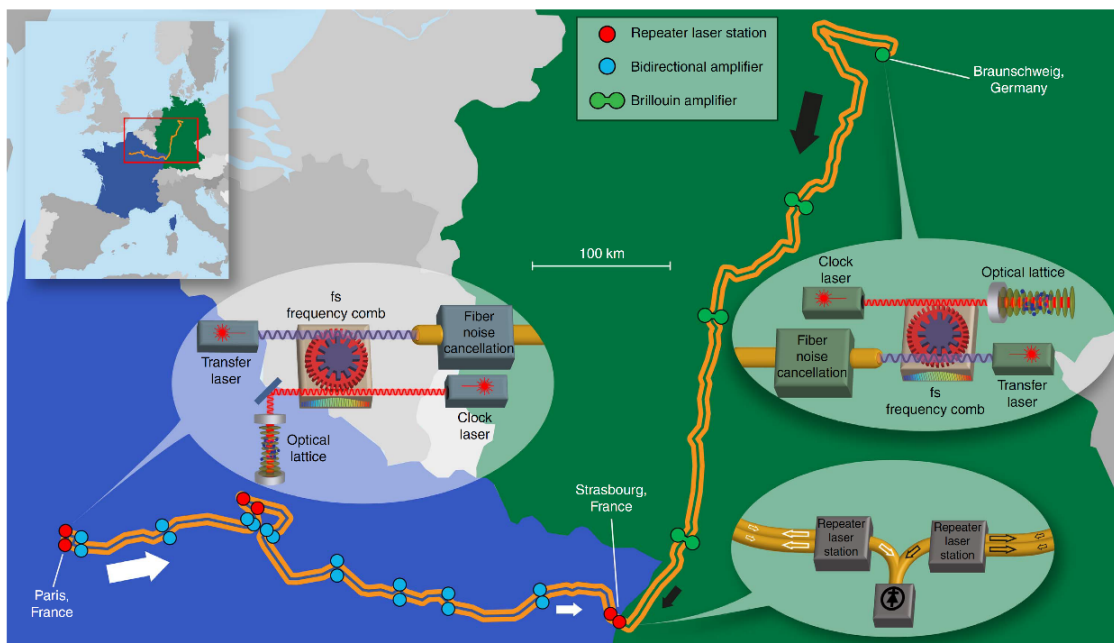 Repeater laser station
Bidirectional amplifier
Brillouin amplifier
Braunschweig,
Germany
100 km
fs
frequency comb
Fiber
noise
cancellation
Transfer
laser
Clock
laser
Optical
lattice
Clock
laser
Optical lattice
Fiber
noise
cancellation
fs
frequency comb
Transfer
laser
Strasbourg,
France
Repeater
laser
station
Repeater
laser
station
Paris,
France